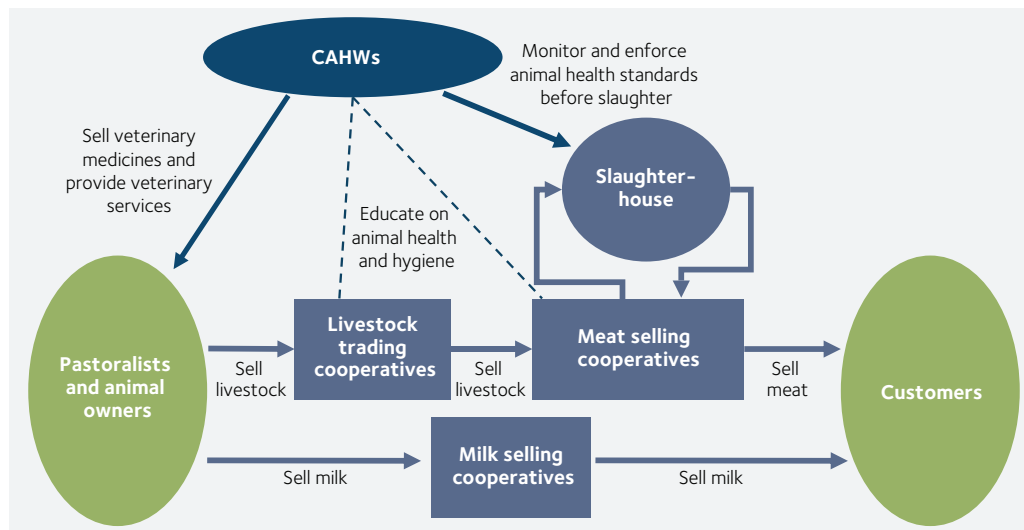 CAHWs
Monitor and enforce
animal health standards
before slaughter
Sell veterinary
medicines and
provide veterinary
services
Slaughter-
house
Educate on
animal health
and hygiene
Pastoralists
and animal
owners
Sell
livestock
Livestock
trading
cooperatives
Sell
livestock
Meat selling
cooperatives
Sell
meat
Customers
Sell milk
Milk selling
cooperatives
Sell milk